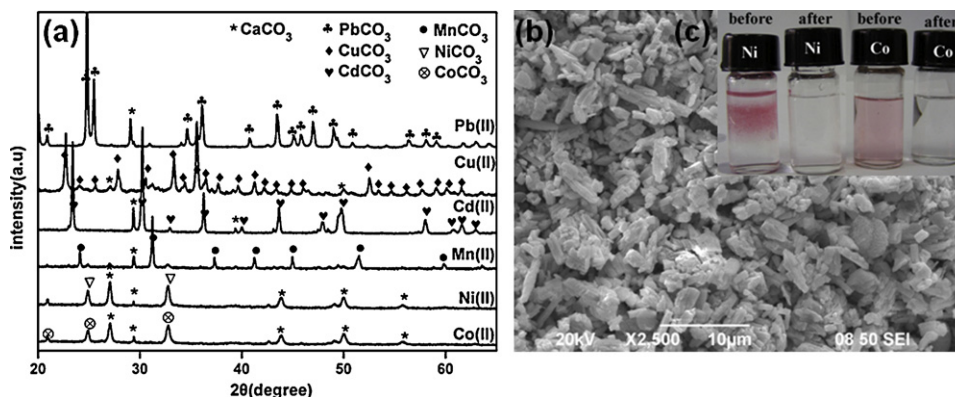 (a)
*CaCO3 ♣PbCO3 ●MnCO3
♦CuCO3 ▽NiCO3
♥CdCO3 ⊗CoCO3
Pb(II)
Cu(II)
Cd(II)
Mn(II)
Ni(II)
Co(II)
intensity(a.u)
20 30 40 50 60
2θ(degree)
(b)
20kV X2,500 10μm 08 50 SEI
(c)
before after before after
Ni Ni Co Co